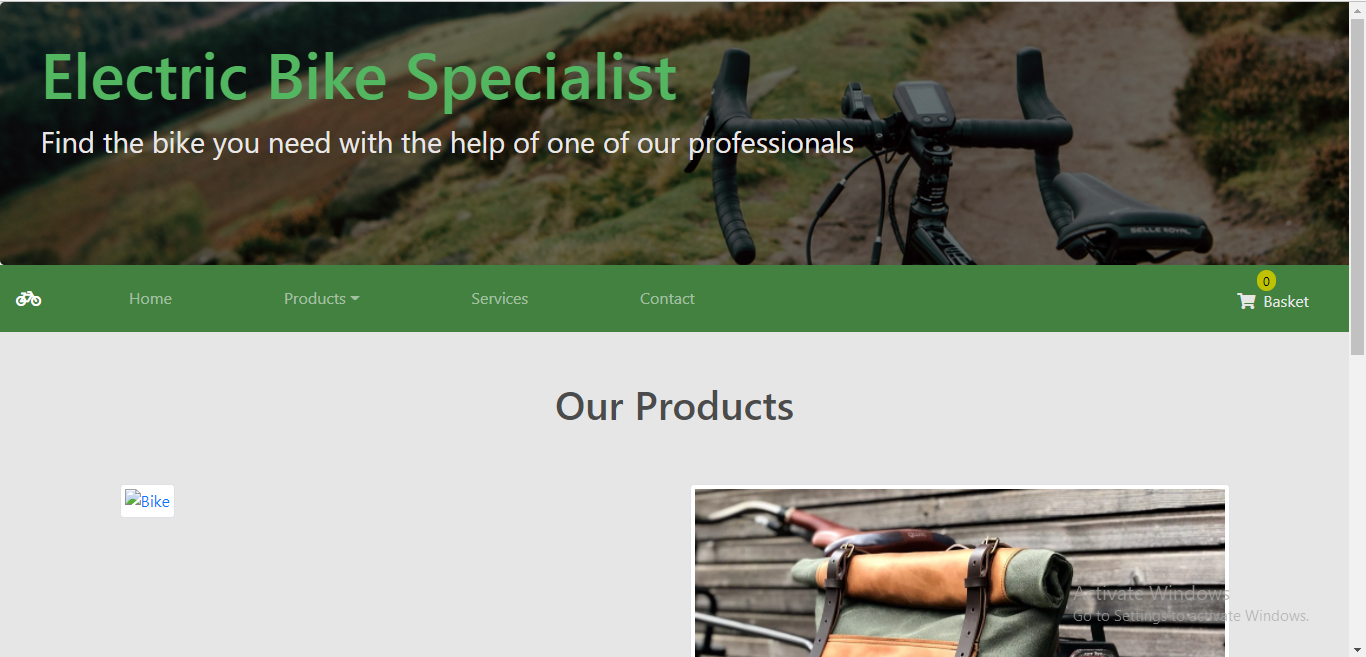 Electric Bike Specialist
Find the bike you need with the help of one of our professionals
Home
Products
Services
Contact
0
Basket
Our Products
Bike
Activate Windows
Go to Settings to activate Windows.
SELLE ROYAL